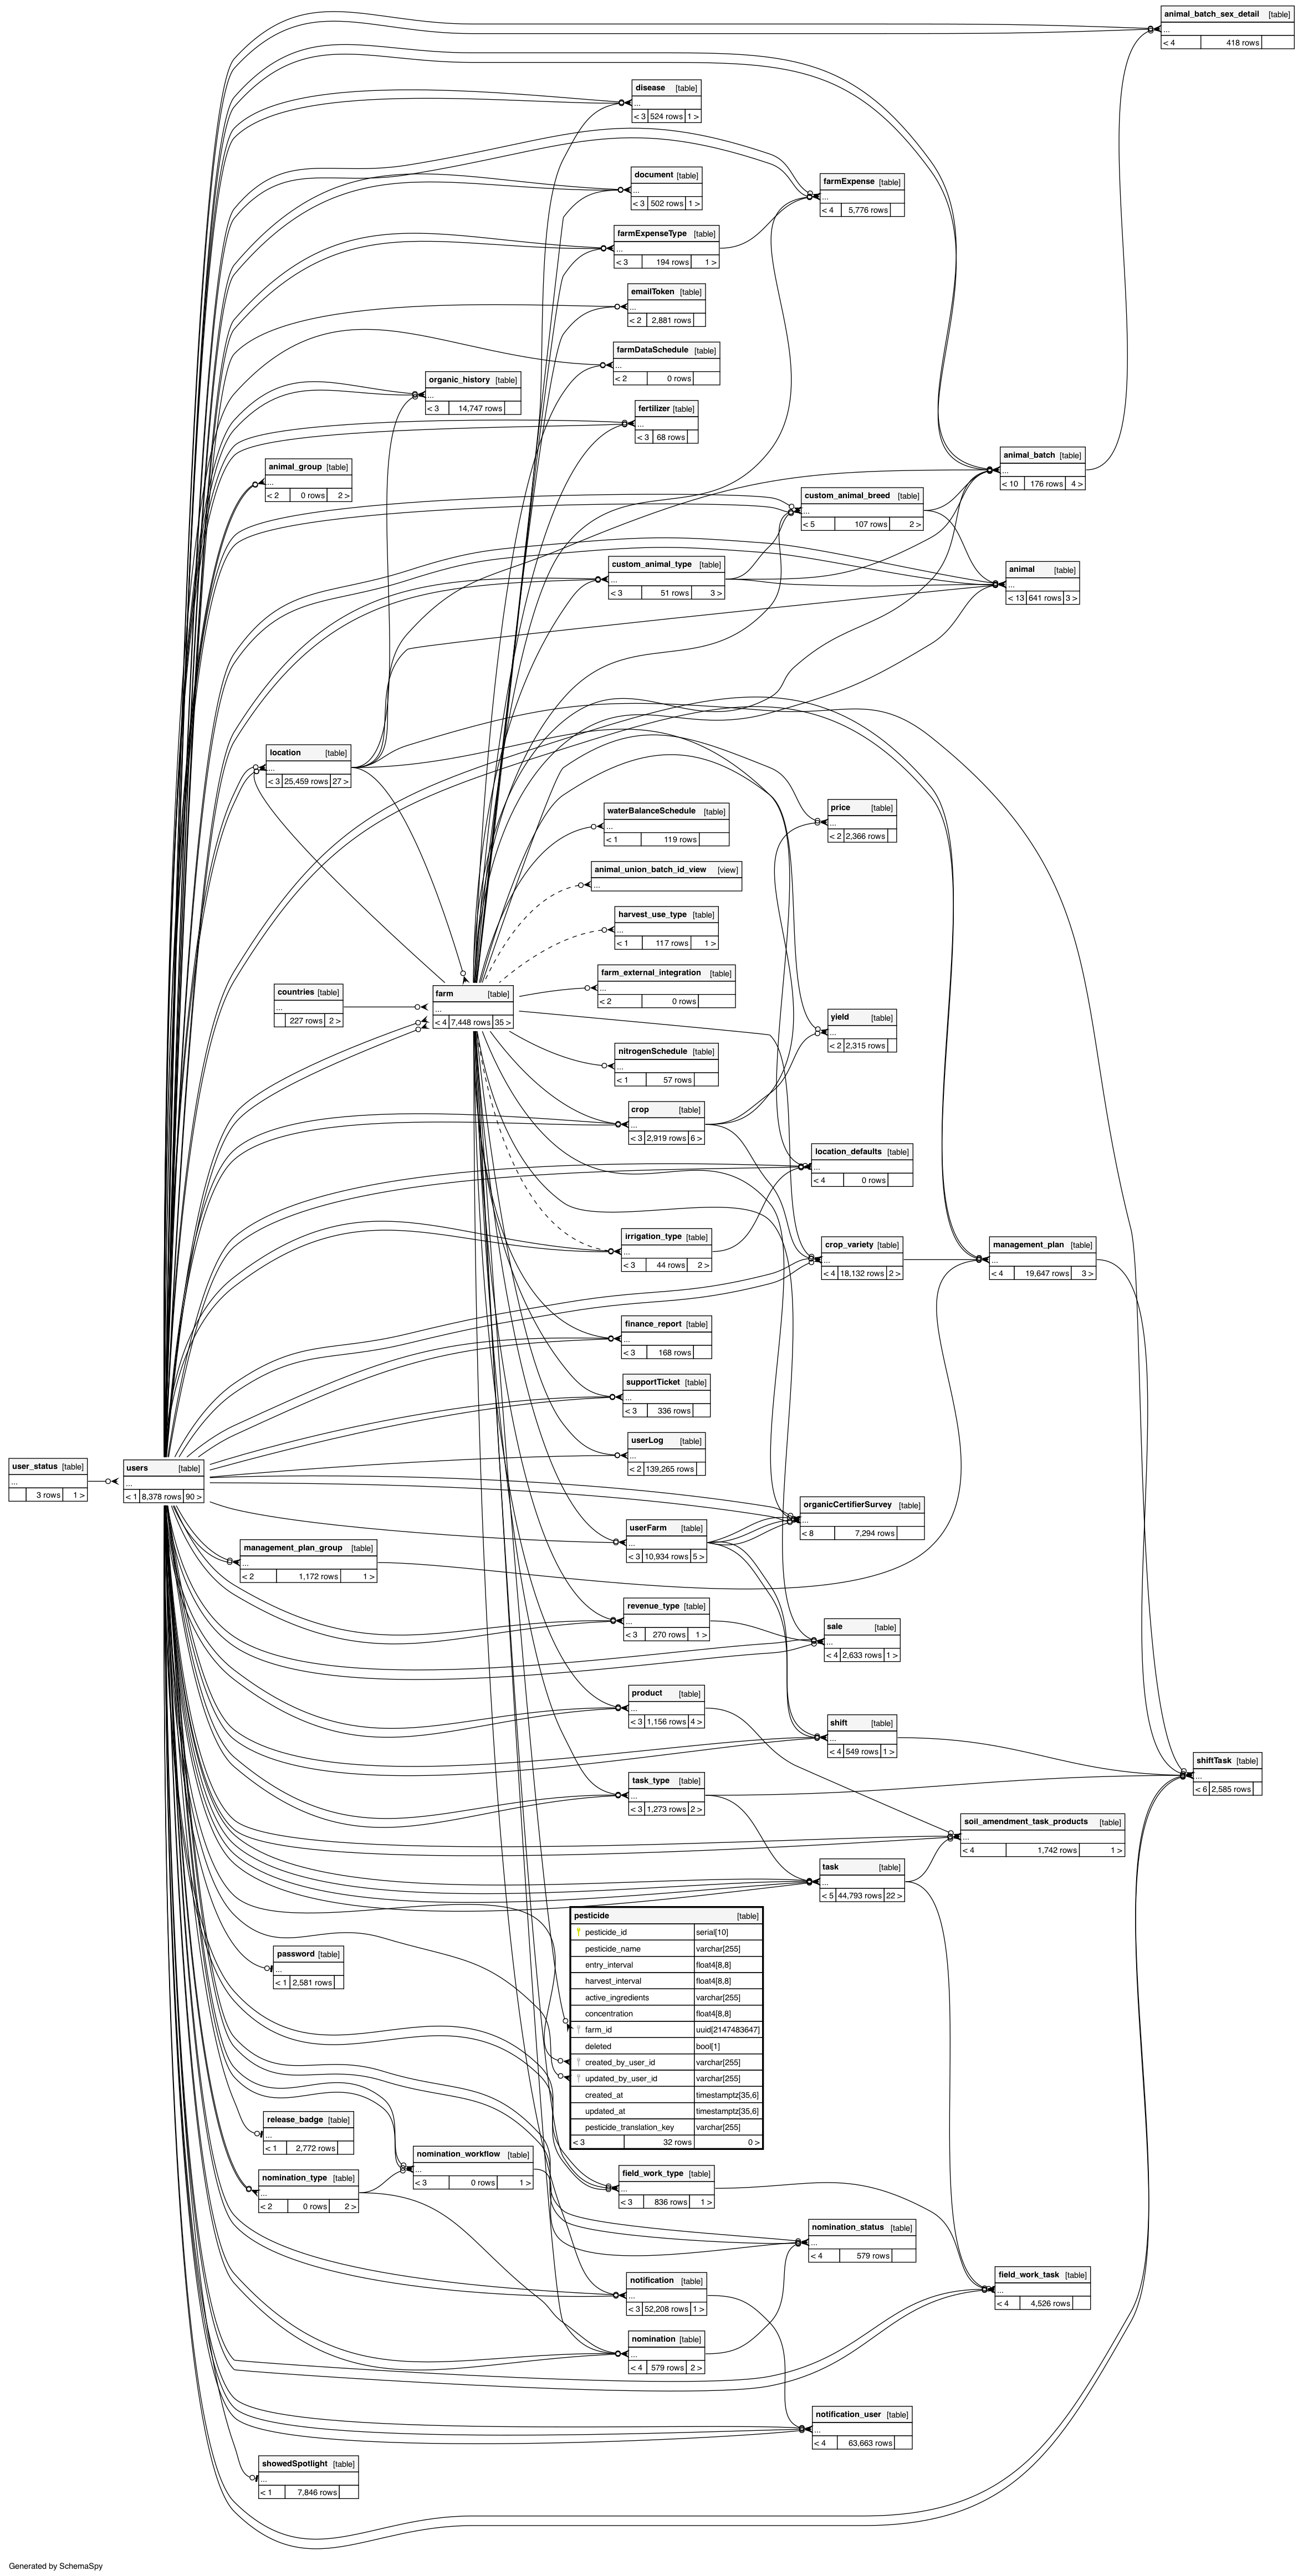 animal_batch_sex_detail [table]
...
< 4 418 rows
disease [table]
...
< 3 524 rows 1 >
document [table]
...
< 3 502 rows 1 >
farmExpense [table]
...
< 4 5,776 rows
farmExpenseType [table]
...
< 3 194 rows 1 >
emailToken [table]
...
< 2 2,881 rows
farmDataSchedule [table]
...
< 2 0 rows
organic_history [table]
...
< 3 14,747 rows
fertilizer [table]
...
< 3 68 rows
animal_batch [table]
...
< 10 176 rows 4 >
animal_group [table]
...
< 2 0 rows 2 >
custom_animal_breed [table]
...
< 5 107 rows 2 >
custom_animal_type [table]
...
< 3 51 rows 3 >
animal [table]
...
< 13 641 rows 3 >
location [table]
...
< 3 25,459 rows 27 >
waterBalanceSchedule [table]
...
< 1 119 rows
price [table]
...
< 2 2,366 rows
animal_union_batch_id_view [view]
...
harvest_use_type [table]
...
< 1 117 rows 1 >
farm_external_integration [table]
...
< 2 0 rows
countries [table]
...
227 rows 2 >
farm [table]
...
< 4 7,448 rows 35 >
yield [table]
...
< 2 2,315 rows
nitrogenSchedule [table]
...
< 1 57 rows
crop [table]
...
< 3 2,919 rows 6 >
location_defaults [table]
...
< 4 0 rows
irrigation_type [table]
...
< 3 44 rows 2 >
crop_variety [table]
...
< 4 18,132 rows 2 >
management_plan [table]
...
< 4 19,647 rows 3 >
finance_report [table]
...
< 3 168 rows
supportTicket [table]
...
< 3 336 rows
userLog [table]
...
< 2 139,265 rows
user_status [table]
...
3 rows 1 >
users [table]
...
< 1 8,378 rows 90 >
organicCertifierSurvey [table]
...
< 8 7,294 rows
userFarm [table]
...
< 3 10,934 rows 5 >
management_plan_group [table]
...
< 2 1,172 rows 1 >
revenue_type [table]
...
< 3 270 rows 1 >
sale [table]
...
< 4 2,633 rows 1 >
product [table]
...
< 3 1,156 rows 4 >
shift [table]
...
< 4 549 rows 1 >
shiftTask [table]
...
< 6 2,585 rows
task_type [table]
...
< 3 1,273 rows 2 >
soil_amendment_task_products [table]
...
< 4 1,742 rows 1 >
task [table]
...
< 5 44,793 rows 22 >
pesticide [table]
pesticide_id serial[10]
pesticide_name varchar[255]
entry_interval float4[8,8]
harvest_interval float4[8,8]
active_ingredients varchar[255]
concentration float4[8,8]
farm_id uuid[2147483647]
deleted bool[1]
created_by_user_id varchar[255]
updated_by_user_id varchar[255]
created_at timestamptz[35,6]
updated_at timestamptz[35,6]
pesticide_translation_key varchar[255]
< 3 32 rows 0 >
password [table]
...
< 1 2,581 rows
release_badge [table]
...
< 1 2,772 rows
nomination_workflow [table]
...
< 3 0 rows 1 >
nomination_type [table]
...
< 2 0 rows 2 >
field_work_type [table]
...
< 3 836 rows 1 >
nomination_status [table]
...
< 4 579 rows
field_work_task [table]
...
< 4 4,526 rows
notification [table]
...
< 3 52,208 rows 1 >
nomination [table]
...
< 4 579 rows 2 >
notification_user [table]
...
< 4 63,663 rows
showedSpotlight [table]
...
< 1 7,846 rows
Generated by SchemaSpy